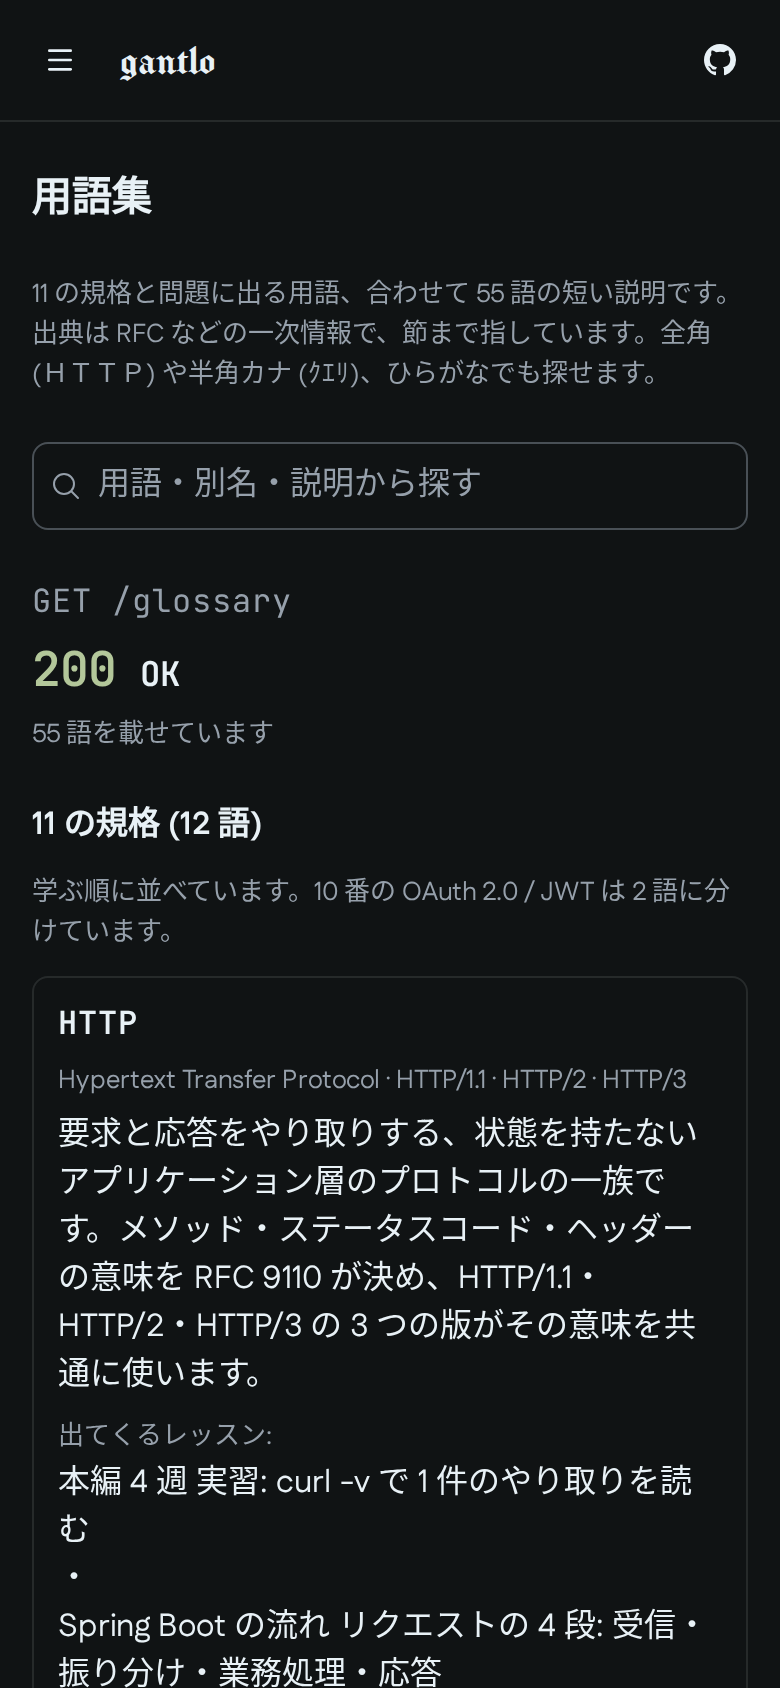 gantlo
用語集
11 の規格と問題に出る用語、合わせて 55 語の短い説明です。
出典は RFC などの一次情報で、節まで指しています。全角
(ＨＴＴＰ) や半角カナ (ｸｴﾘ)、ひらがなでも探せます。
用語・別名・説明から探す
GET /glossary
200 OK
55 語を載せています
11 の規格 (12 語)
学ぶ順に並べています。10 番の OAuth 2.0 / JWT は 2 語に分
けています。
HTTP
Hypertext Transfer Protocol · HTTP/1.1 · HTTP/2 · HTTP/3
要求と応答をやり取りする、状態を持たない
アプリケーション層のプロトコルの一族で
す。メソッド・ステータスコード・ヘッダー
の意味を RFC 9110 が決め、HTTP/1.1・
HTTP/2・HTTP/3 の 3 つの版がその意味を共
通に使います。
出てくるレッスン:
本編 4 週 実習: curl -v で 1 件のやり取りを読
む
・
Spring Boot の流れ リクエストの 4 段: 受信・
振り分け・業務処理・応答